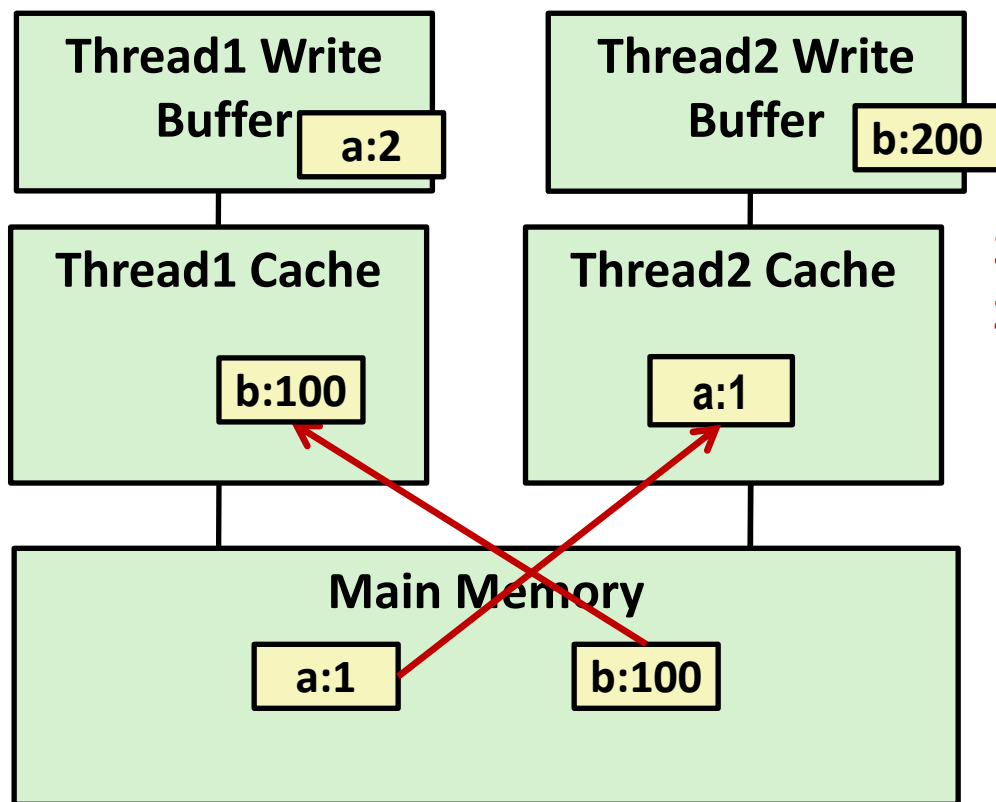 Thread1 Write
Buffer
a:2
Thread2 Write
Buffer
b:200
Thread1 Cache
b:100
Thread2 Cache
a:1
Main Memory
a:1
b:100